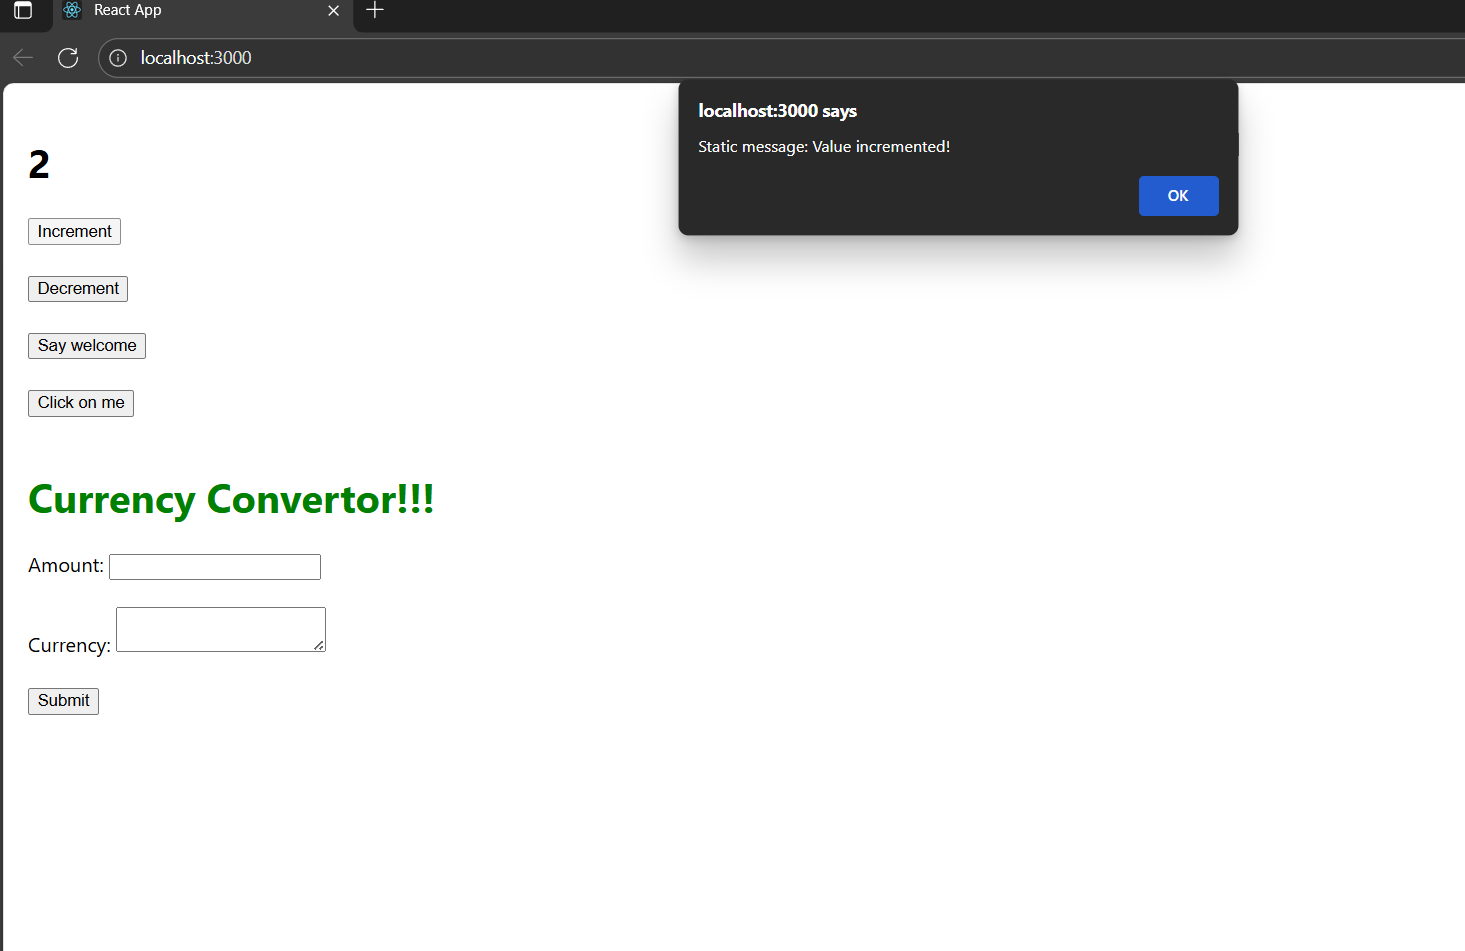 React App
localhost:3000
localhost:3000 says
Static message: Value incremented!
OK
2
Increment
Decrement
Say welcome
Click on me
Currency Convertor!!!
Amount:
Currency:
Submit